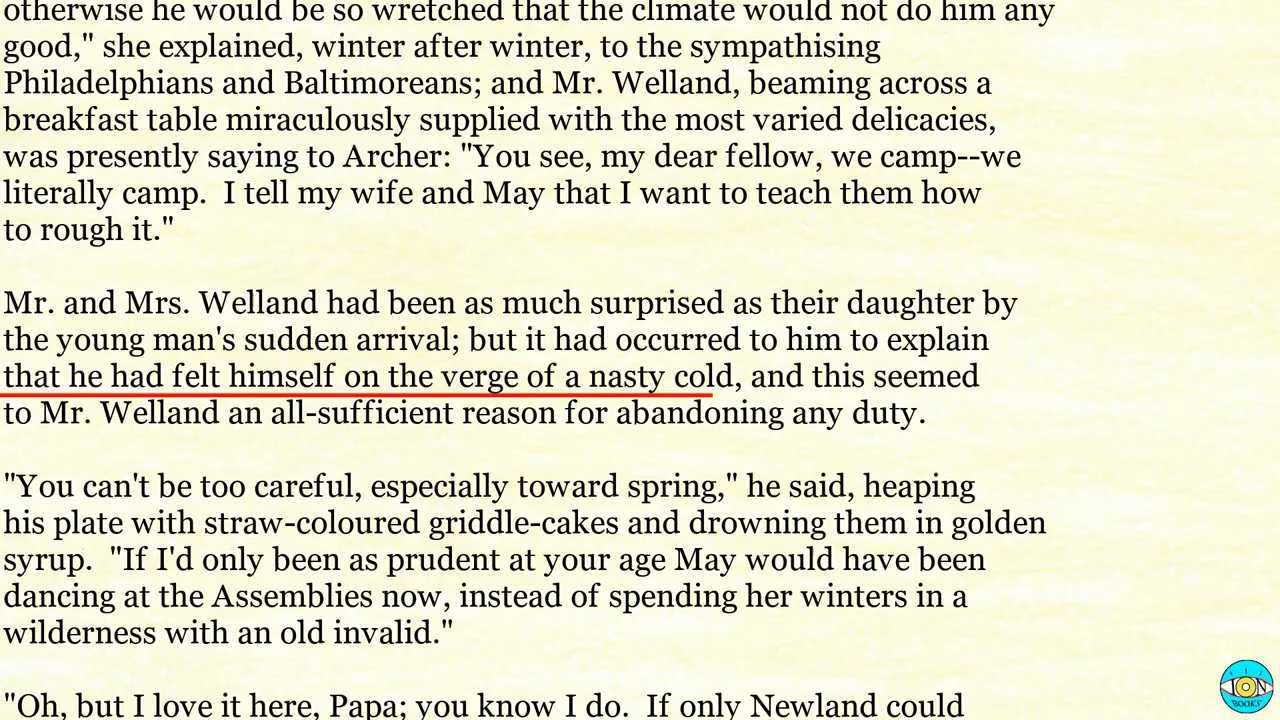 otherwise he would be so wretched that the climate would not do him any
good," she explained, winter after winter, to the sympathising
Philadelphians and Baltimoreans; and Mr. Welland, beaming across a
breakfast table miraculously supplied with the most varied delicacies,
was presently saying to Archer: "You see, my dear fellow, we camp--we
literally camp.  I tell my wife and May that I want to teach them how
to rough it."
Mr. and Mrs. Welland had been as much surprised as their daughter by
the young man's sudden arrival; but it had occurred to him to explain
that he had felt himself on the verge of a nasty cold, and this seemed
to Mr. Welland an all-sufficient reason for abandoning any duty.
"You can't be too careful, especially toward spring," he said, heaping
his plate with straw-coloured griddle-cakes and drowning them in golden
syrup.  "If I'd only been as prudent at your age May would have been
dancing at the Assemblies now, instead of spending her winters in a
wilderness with an old invalid."
"Oh, but I love it here, Papa; you know I do.  If only Newland could
ION
BOOKS